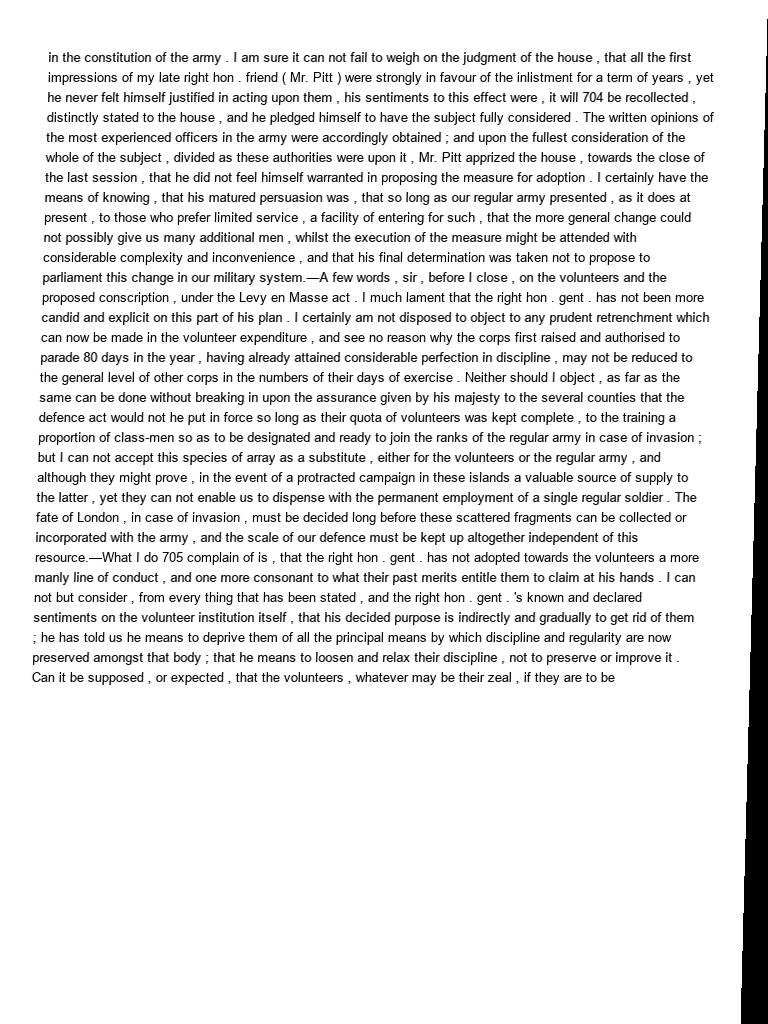 in the constitution of the army . I am sure it can not fail to weigh on the judgment of the house , that all the first
impressions of my late right hon . friend ( Mr. Pitt ) were strongly in favour of the inlistment for a term of years , yet
he never felt himself justified in acting upon them , his sentiments to this effect were , it will 704 be recollected ,
distinctly stated to the house , and he pledged himself to have the subject fully considered . The written opinions of
the most experienced officers in the army were accordingly obtained ; and upon the fullest consideration of the
whole of the subject , divided as these authorities were upon it , Mr. Pitt apprized the house , towards the close of
the last session , that he did not feel himself warranted in proposing the measure for adoption . I certainly have the
means of knowing , that his matured persuasion was , that so long as our regular army presented , as it does at
present , to those who prefer limited service , a facility of entering for such , that the more general change could
not possibly give us many additional men , whilst the execution of the measure might be attended with
considerable complexity and inconvenience , and that his final determination was taken not to propose to
parliament this change in our military system.—A few words , sir , before I close , on the volunteers and the
proposed conscription , under the Levy en Masse act . I much lament that the right hon . gent . has not been more
candid and explicit on this part of his plan . I certainly am not disposed to object to any prudent retrenchment which
can now be made in the volunteer expenditure , and see no reason why the corps first raised and authorised to
parade 80 days in the year , having already attained considerable perfection in discipline , may not be reduced to
the general level of other corps in the numbers of their days of exercise . Neither should I object , as far as the
same can be done without breaking in upon the assurance given by his majesty to the several counties that the
defence act would not he put in force so long as their quota of volunteers was kept complete , to the training a
proportion of class-men so as to be designated and ready to join the ranks of the regular army in case of invasion ;
but I can not accept this species of array as a substitute , either for the volunteers or the regular army , and
although they might prove , in the event of a protracted campaign in these islands a valuable source of supply to
the latter , yet they can not enable us to dispense with the permanent employment of a single regular soldier . The
fate of London , in case of invasion , must be decided long before these scattered fragments can be collected or
incorporated with the army , and the scale of our defence must be kept up altogether independent of this
resource.—What I do 705 complain of is , that the right hon . gent . has not adopted towards the volunteers a more
manly line of conduct , and one more consonant to what their past merits entitle them to claim at his hands . I can
not but consider , from every thing that has been stated , and the right hon . gent . 's known and declared
sentiments on the volunteer institution itself , that his decided purpose is indirectly and gradually to get rid of them
; he has told us he means to deprive them of all the principal means by which discipline and regularity are now
preserved amongst that body ; that he means to loosen and relax their discipline , not to preserve or improve it .
Can it be supposed , or expected , that the volunteers , whatever may be their zeal , if they are to be